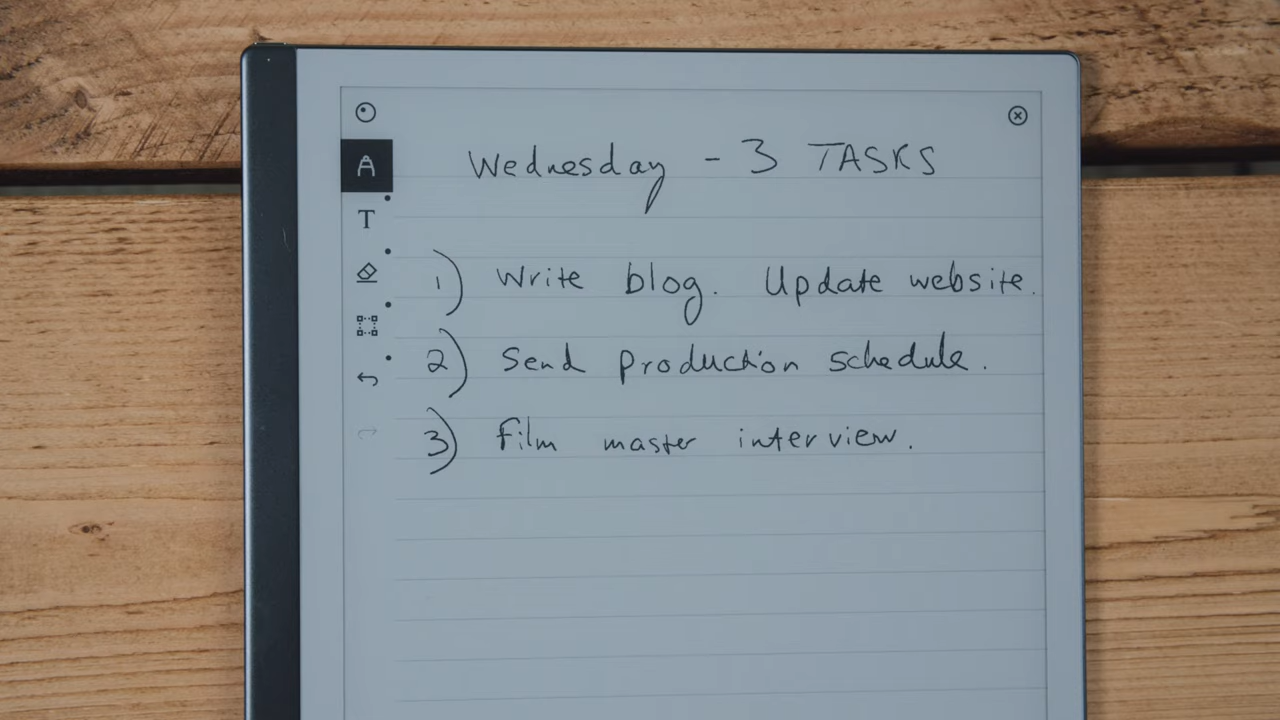 Wednesday - 3 TASKS
1) Write blog. Update website.
2) Send production schedule.
3) Film master interview.
T